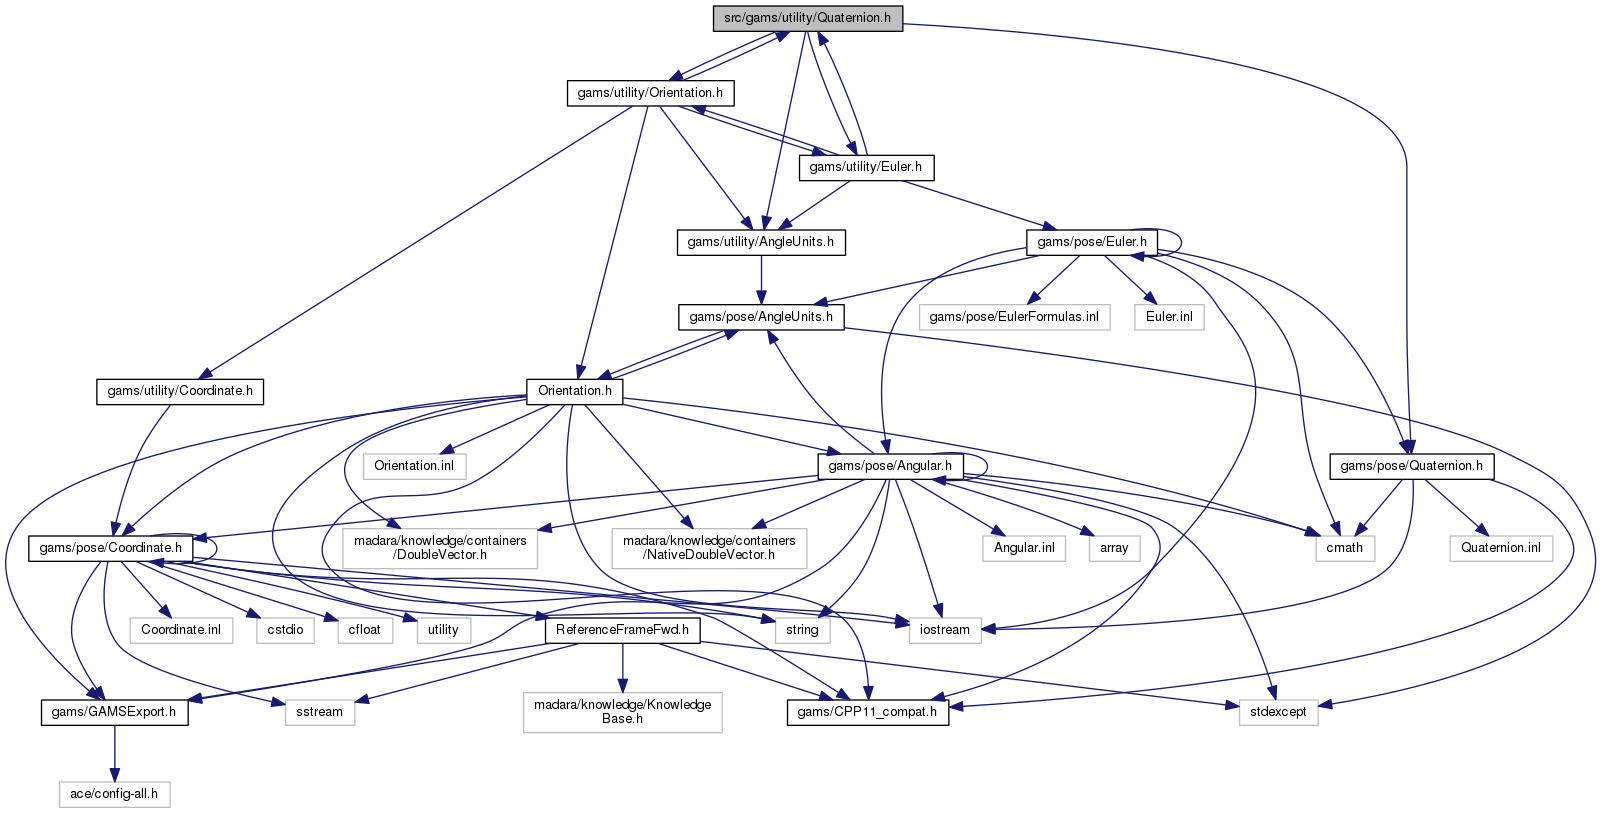 src/gams/utility/Quaternion.h
gams/utility/Orientation.h
gams/utility/Euler.h
gams/utility/AngleUnits.h
gams/pose/Euler.h
gams/pose/AngleUnits.h
gams/pose/EulerFormulas.inl
Euler.inl
gams/utility/Coordinate.h
Orientation.h
Orientation.inl
gams/pose/Angular.h
gams/pose/Quaternion.h
gams/pose/Coordinate.h
madara/knowledge/containers
/DoubleVector.h
madara/knowledge/containers
/NativeDoubleVector.h
Angular.inl
array
cmath
Quaternion.inl
Coordinate.inl
cstdio
cfloat
utility
ReferenceFrameFwd.h
string
iostream
gams/GAMSExport.h
sstream
madara/knowledge/Knowledge
Base.h
gams/CPP11_compat.h
stdexcept
ace/config-all.h